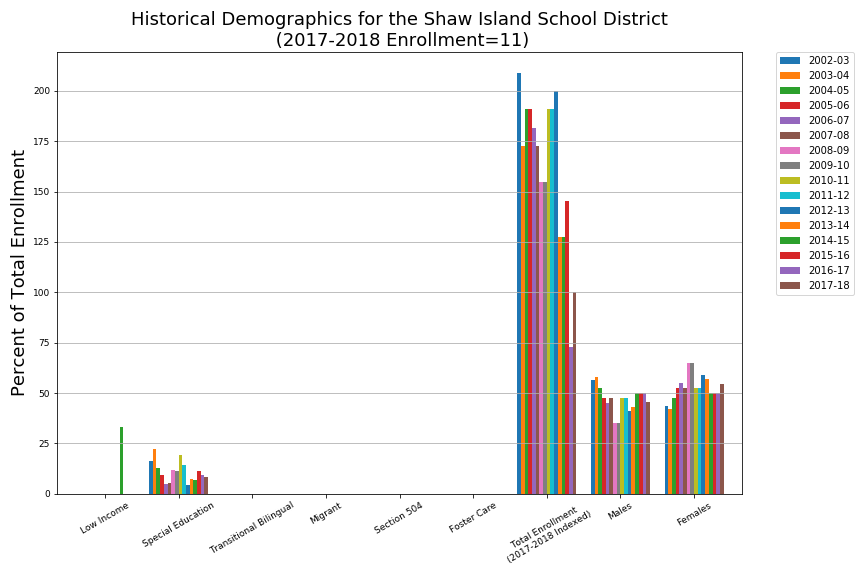 Historical Demographics for the Shaw Island School District
(2017-2018 Enrollment=11)
Percent of Total Enrollment
200
175
150
125
100
75
50
25
0
Low Income
Special Education
Transitional Bilingual
Migrant
Section 504
Foster Care
Total Enrollment
(2017-2018 Indexed)
Males
Females
2002-03
2003-04
2004-05
2005-06
2006-07
2007-08
2008-09
2009-10
2010-11
2011-12
2012-13
2013-14
2014-15
2015-16
2016-17
2017-18